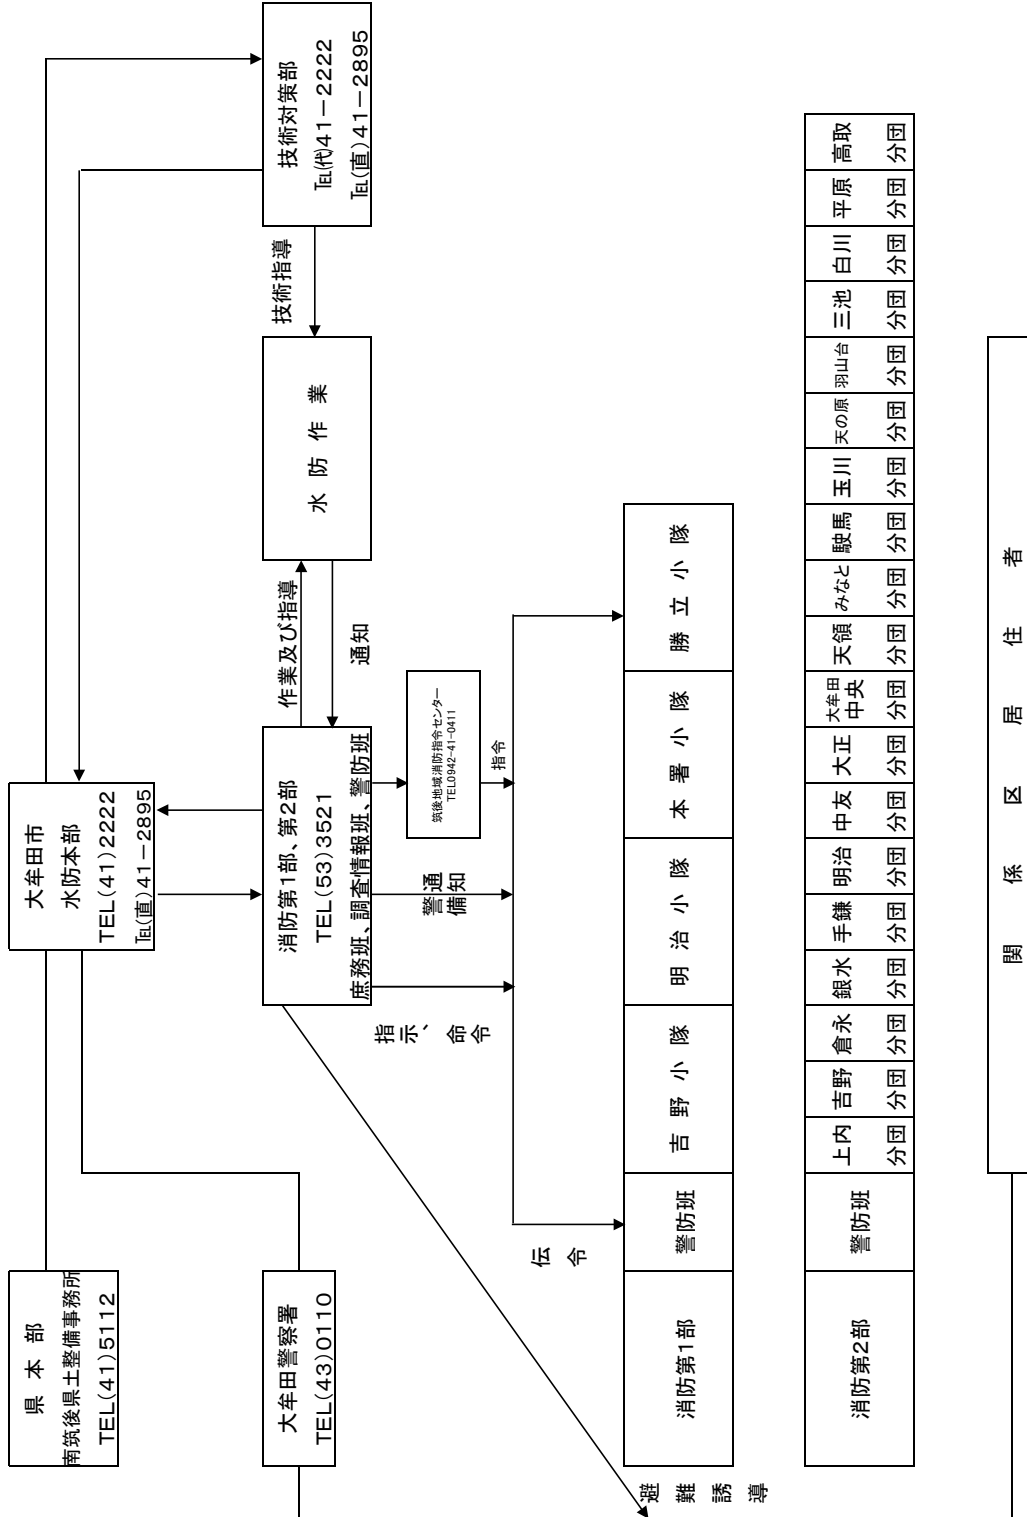 県本部
南筑後県土整備事務所
TEL(41)5112
大牟田市
水防本部
TEL(41)2222
℡(直)41－2895
大牟田警察署
TEL(43)0110
消防第1部、第2部
TEL(53)3521
庶務班、調査情報班、警防班
作業及び指導
通知
水防作業
技術指導
技術対策部
℡(代)41－2222
℡(直)41－2895
指示、命令
警備
通知
筑後地域消防指令センター
TEL0942-41-0411
指令
伝令
避難誘導
消防第1部
警防班
吉野小隊
明治小隊
本署小隊
勝立小隊
消防第2部
警防班
上内分団
吉野分団
倉永分団
銀水分団
手鎌分団
明治分団
中友分団
大正分団
大牟田中央分団
天領分団
みなと分団
駛馬分団
玉川分団
天の原分団
羽山台分団
三池分団
白川分団
平原分団
高取分団
関係区居住者